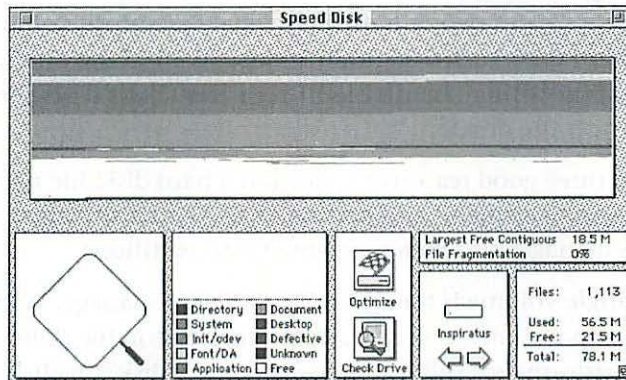 Speed Disk
Largest Free Contiguous 18.5 M
File Fragmentation 0%
Directory Document
System Desktop
Init/cdev Defective
Font/DA Unknown
Application Free
Optimize
Check Drive
Inspiratus
Files: 1,113
Used: 56.5 M
Free: 21.5 M
Total: 78.1 M